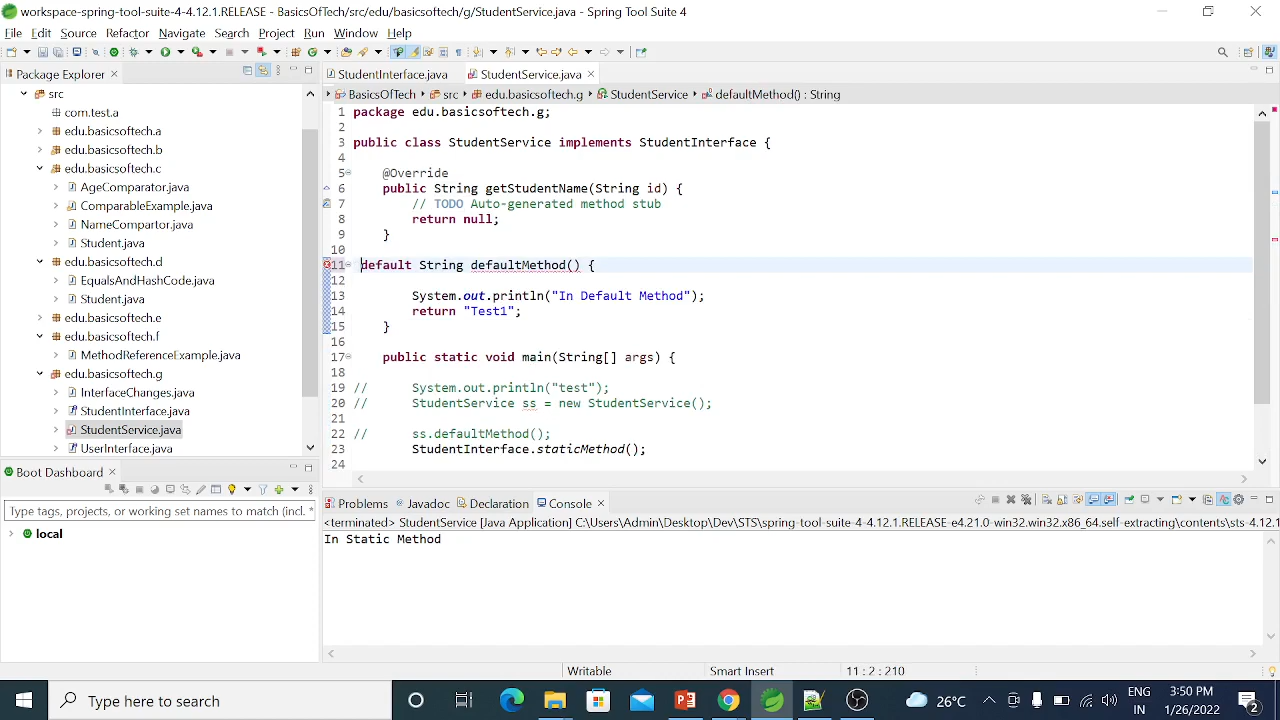 workspace-spring-tool-suite-4-4.12.1.RELEASE - BasicsOfTech/src/edu/basicsoftech/g/StudentService.java - Spring Tool Suite 4
File Edit Source Refactor Navigate Search Project Run Window Help
Package Explorer
src
com.test.a
edu.basicsoftech.a
edu.basicsoftech.b
edu.basicsoftech.c
AgeComparator.java
ComparableExample.java
NameCompartor.java
Student.java
edu.basicsoftech.d
EqualsAndHashCode.java
Student.java
edu.basicsoftech.e
edu.basicsoftech.f
MethodReferenceExample.java
edu.basicsoftech.g
InterfaceChanges.java
StudentInterface.java
StudentService.java
UserInterface.java
Boot Dashboard
Type tags, projects, or working set names to match (incl. *
local
StudentInterface.java StudentService.java
BasicsOfTech src edu.basicsoftech.g StudentService defaultMethod() : String
1 package edu.basicsoftech.g;
2
3 public class StudentService implements StudentInterface {
4
5 @Override
6 public String getStudentName(String id) {
7 // TODO Auto-generated method stub
8 return null;
9 }
10
11 default String defaultMethod() {
12
13 System.out.println("In Default Method");
14 return "Test1";
15 }
16
17 public static void main(String[] args) {
18
19 // System.out.println("test");
20 // StudentService ss = new StudentService();
21
22 // ss.defaultMethod();
23 StudentInterface.staticMethod();
24
Problems Javadoc Declaration Console
<terminated> StudentService [Java Application] C:\Users\Admin\Desktop\Dev\STS\spring-tool-suite-4-4.12.1.RELEASE-e4.21.0-win32.win32.x86_64.self-extracting\contents\sts-4.12.1
In Static Method
Writable Smart Insert 11 : 2 : 210
Type here to search
26°C
ENG
IN
3:50 PM
1/26/2022
2